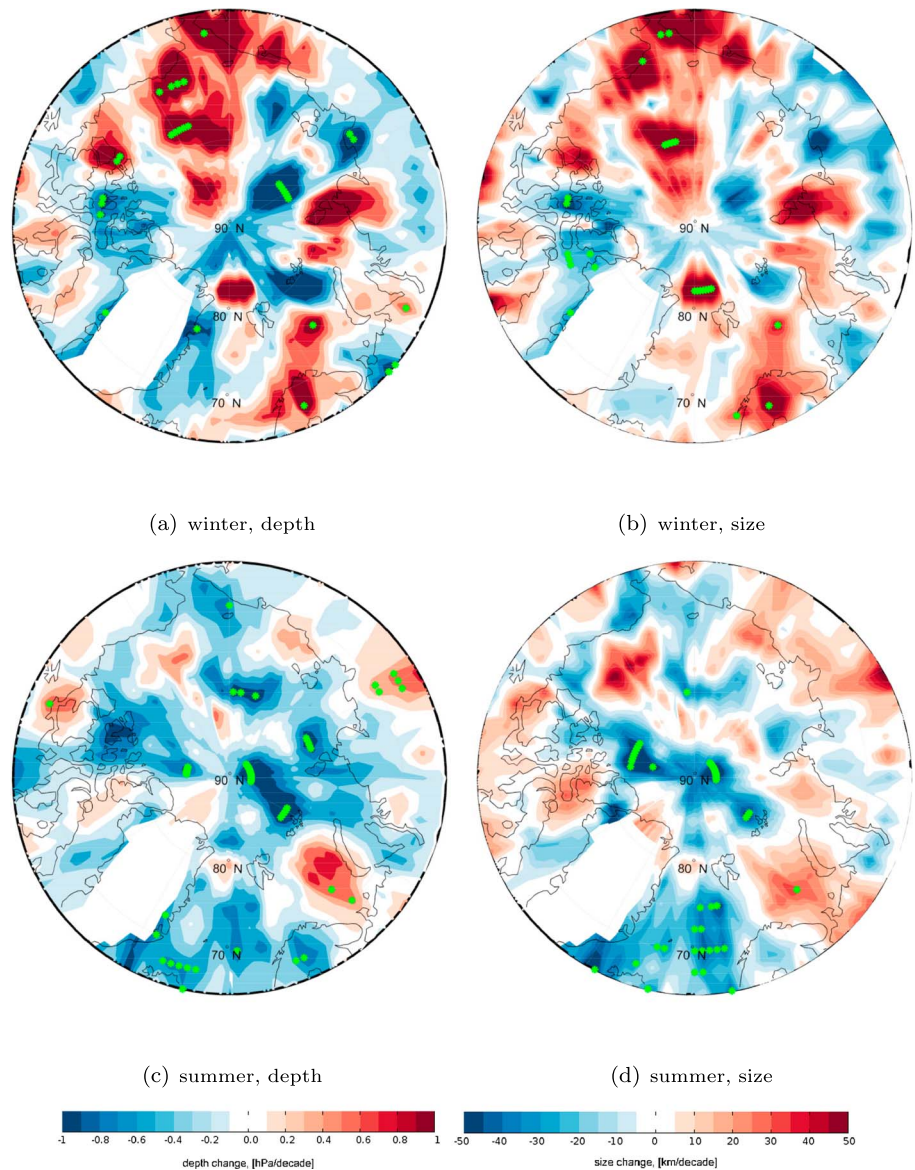 90 N
80 N
70 N
90 N
80 N
70 N
(a) winter, depth
(b) winter, size
90 N
80 N
70 N
90 N
80 N
70 N
(c) summer, depth
(d) summer, size
-1 -0.8 -0.6 -0.4 -0.2 0.0 0.2 0.4 0.6 0.8 1
depth change, [hPa/decade]
-50 -40 -30 -20 -10 0 10 20 30 40 50
size change, [km/decade]